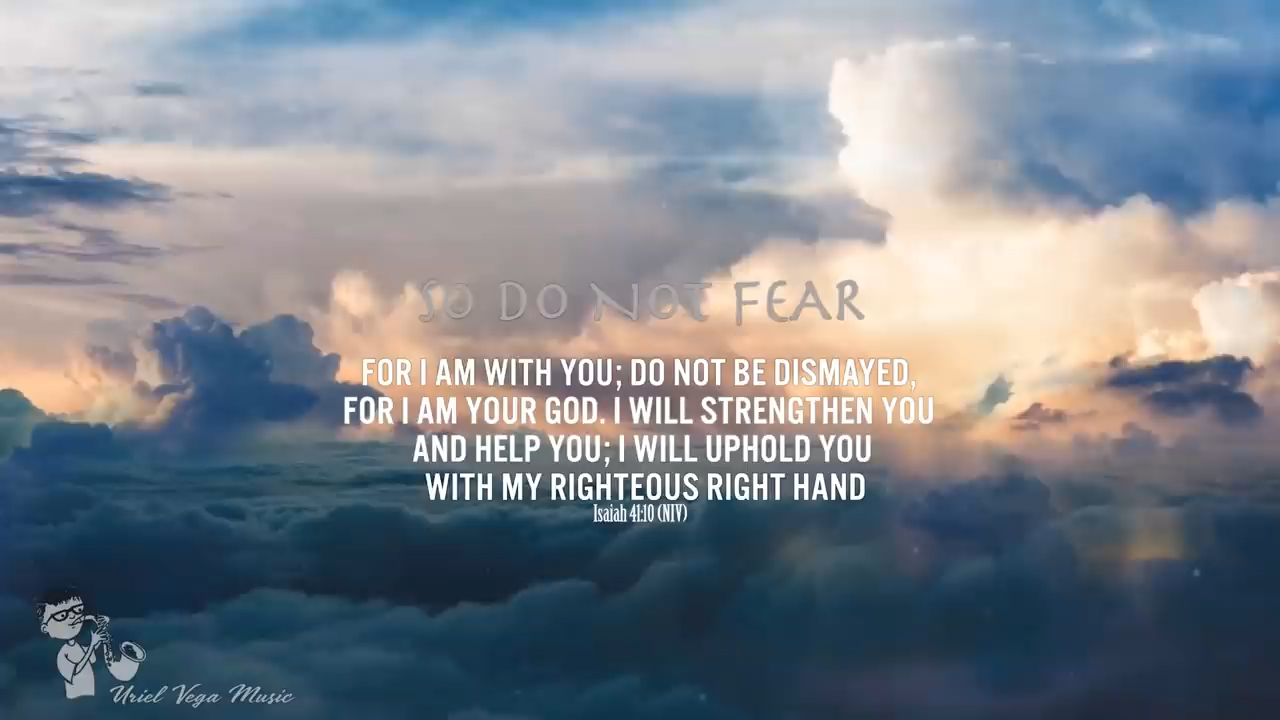 SO DO NOT FEAR
FOR I AM WITH YOU; DO NOT BE DISMAYED,
FOR I AM YOUR GOD. I WILL STRENGTHEN YOU
AND HELP YOU; I WILL UPHOLD YOU
WITH MY RIGHTEOUS RIGHT HAND
Isaiah 41:10 (NIV)
Uriel Vega Music